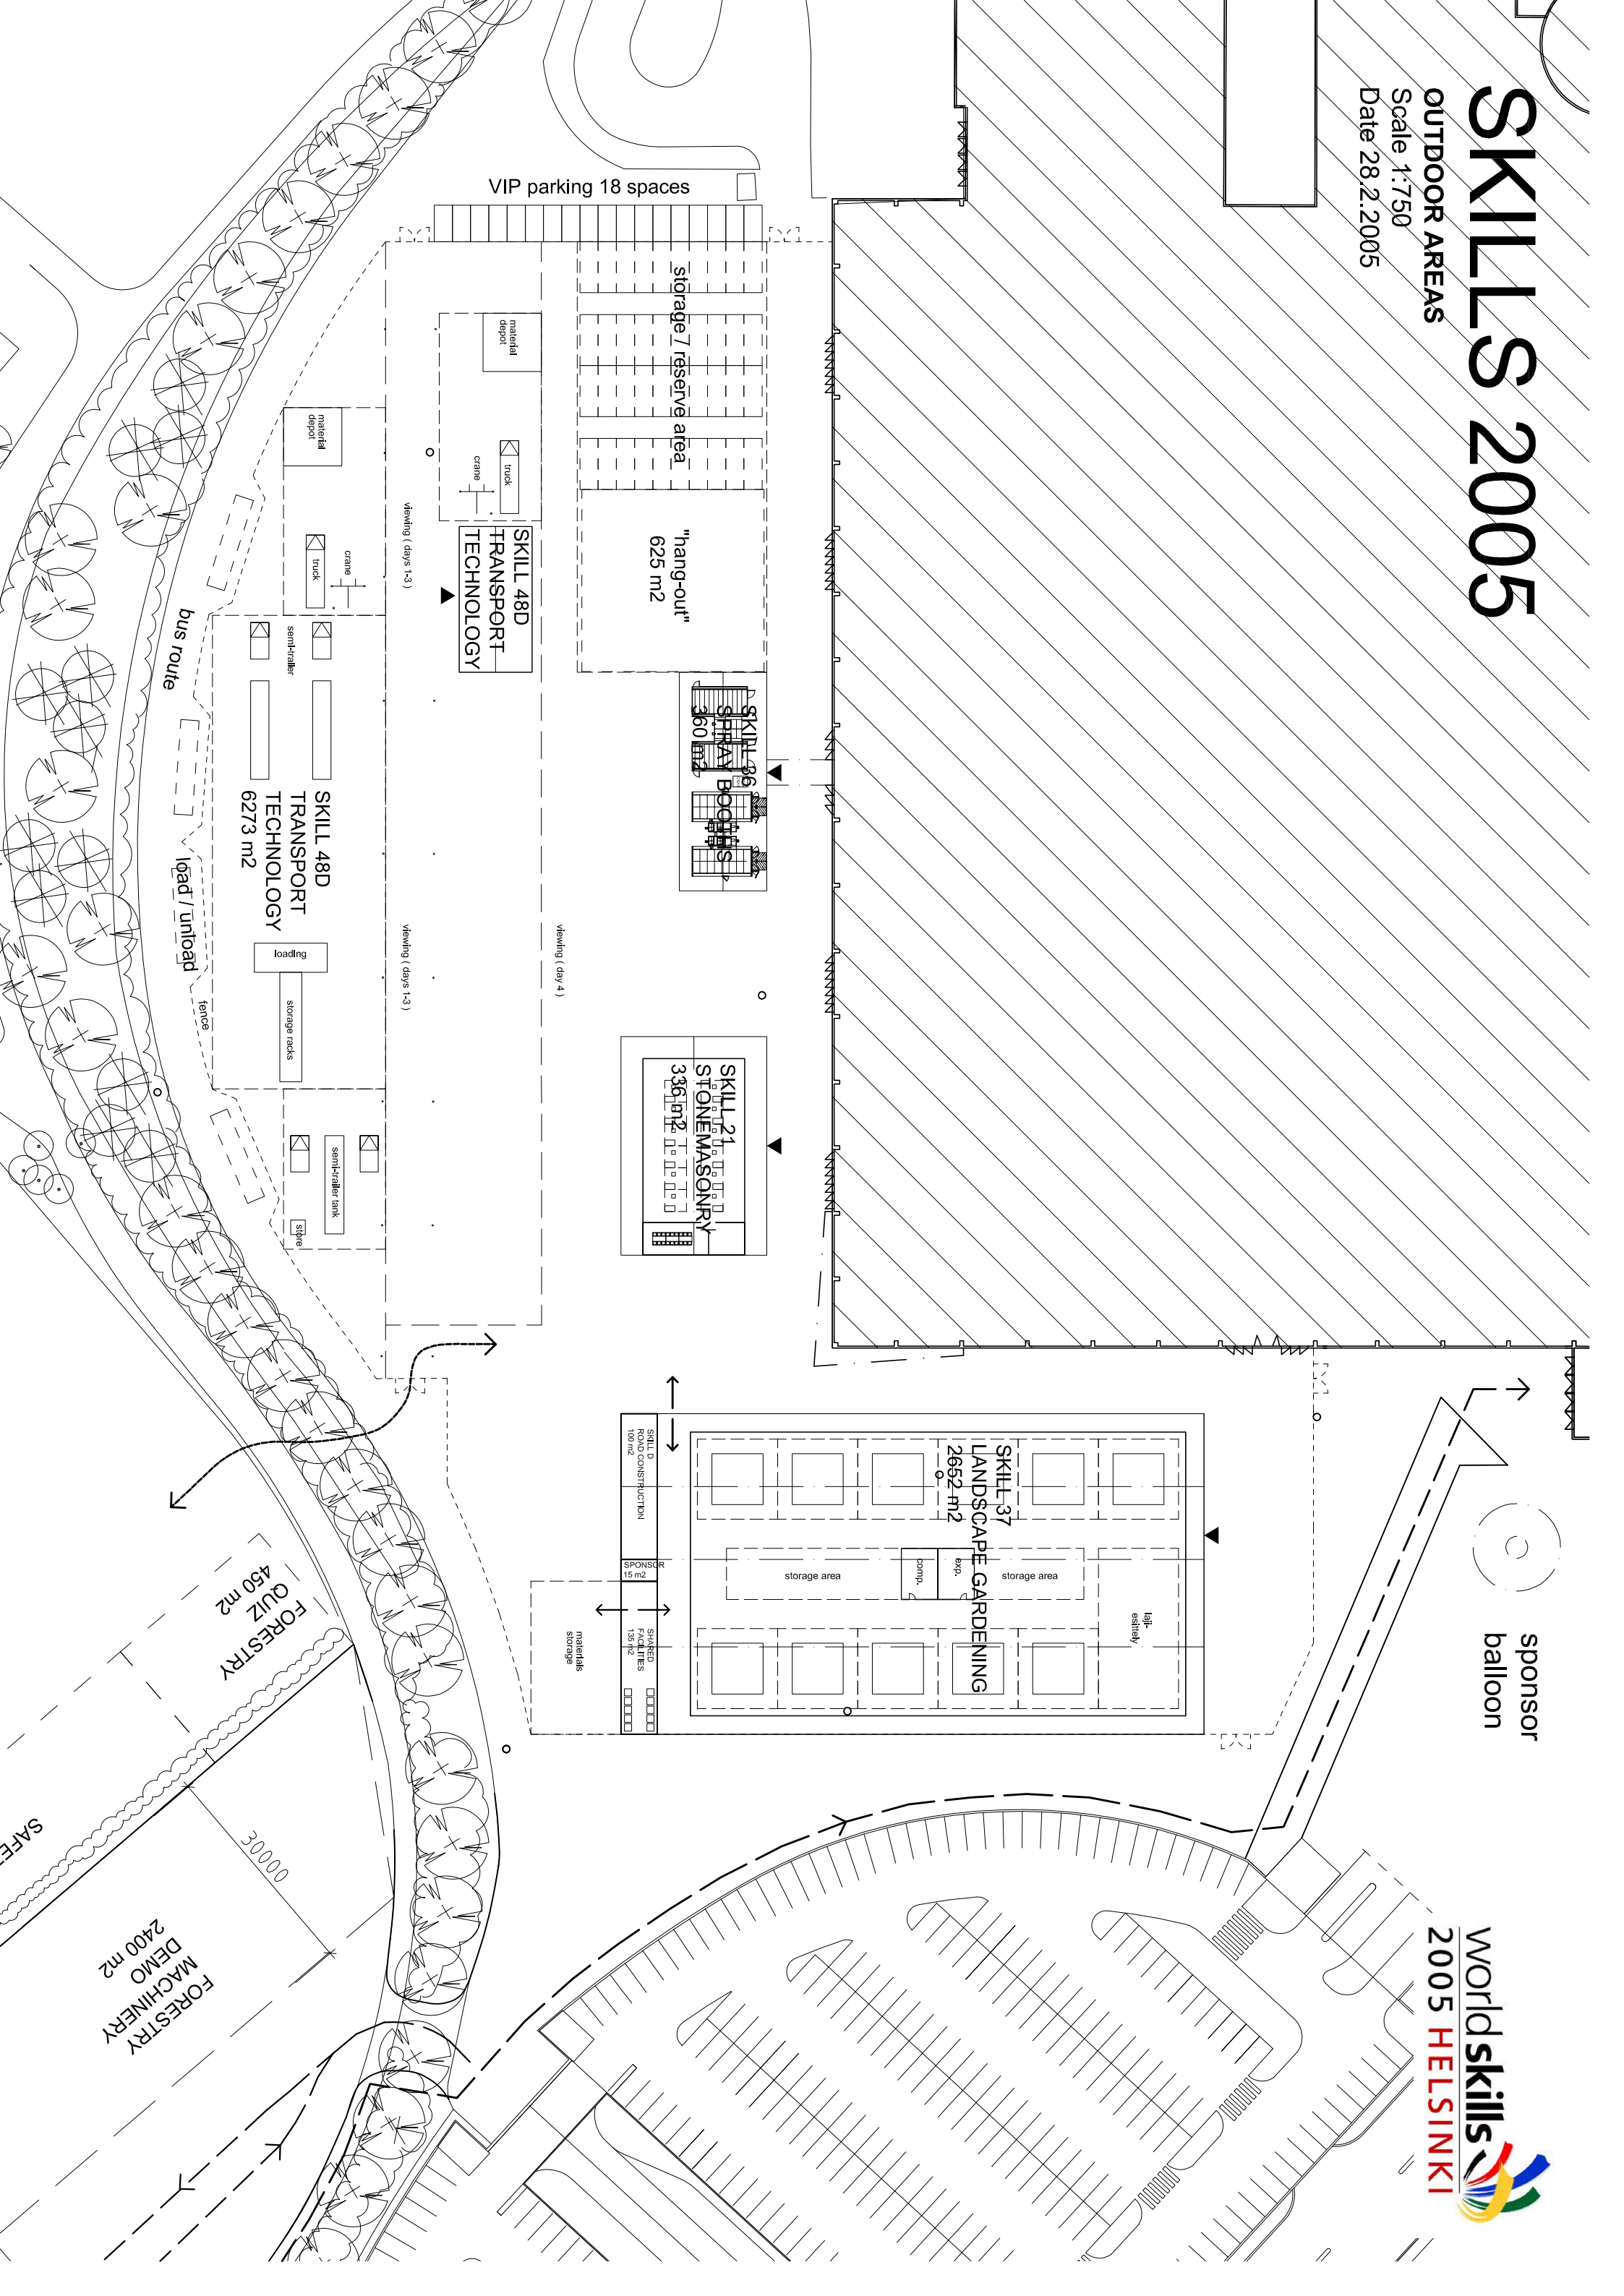 SKILLS 2005
OUTDOOR AREAS
Scale 1:750
Date 28.2.2005
VIP parking 18 spaces
storage / reserve area
material
depot
truck
crane
SKILL 48D
TRANSPORT
TECHNOLOGY
"hang-out"
625 m2
SKILL 36
SPRAY BOOTHS
360 m2
material
depot
truck
crane
viewing ( days 1-3 )
semi-trailer
bus route
SKILL 48D
TRANSPORT
TECHNOLOGY
6273 m2
load / unload
loading
storage racks
fence
viewing ( days 1-3 )
viewing ( day 4 )
semi-trailer tank
store
SKILL 21
STONEMASONRY
336 m2
SKILL D
ROAD CONSTRUCTION
100 m2
SPONSOR
15 m2
SHARED
FACILITIES
135 m2
materials
storage
SKILL 37
LANDSCAPE GARDENING
2652 m2
storage area
comp.
exp.
storage area
laji-
esittely
sponsor
balloon
FORESTRY
QUIZ
450 m2
30000
SAFE
FORESTRY
MACHINERY
DEMO
2400 m2
worldskills
2005 HELSINKI